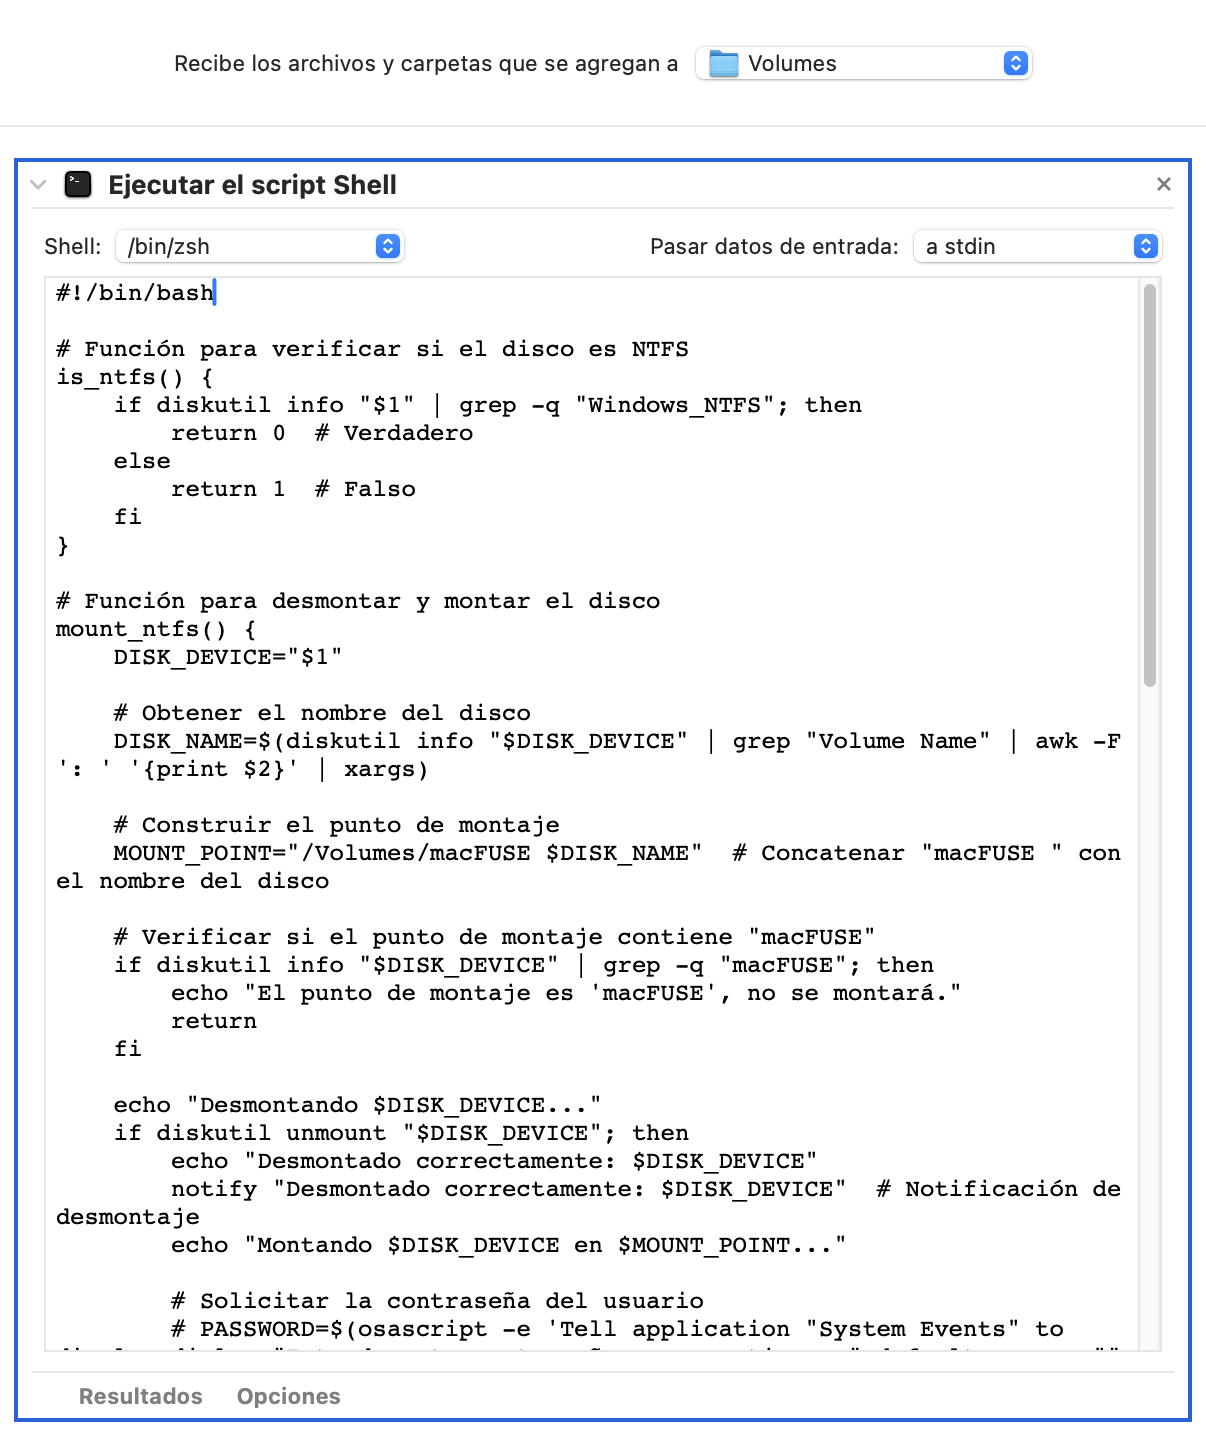 Recibe los archivos y carpetas que se agregan a Volumes
Ejecutar el script Shell
Shell: /bin/zsh Pasar datos de entrada: a stdin
#!/bin/bash
# Función para verificar si el disco es NTFS
is_ntfs() {
    if diskutil info "$1" | grep -q "Windows_NTFS"; then
        return 0  # Verdadero
    else
        return 1  # Falso
    fi
}
# Función para desmontar y montar el disco
mount_ntfs() {
    DISK_DEVICE="$1"
    # Obtener el nombre del disco
    DISK_NAME=$(diskutil info "$DISK_DEVICE" | grep "Volume Name" | awk -F
': ' '{print $2}' | xargs)
    # Construir el punto de montaje
    MOUNT_POINT="/Volumes/macFUSE $DISK_NAME"  # Concatenar "macFUSE " con
el nombre del disco
    # Verificar si el punto de montaje contiene "macFUSE"
    if diskutil info "$DISK_DEVICE" | grep -q "macFUSE"; then
        echo "El punto de montaje es 'macFUSE', no se montará."
        return
    fi
    echo "Desmontando $DISK_DEVICE..."
    if diskutil unmount "$DISK_DEVICE"; then
        echo "Desmontado correctamente: $DISK_DEVICE"
        notify "Desmontado correctamente: $DISK_DEVICE"  # Notificación de
desmontaje
        echo "Montando $DISK_DEVICE en $MOUNT_POINT..."
        # Solicitar la contraseña del usuario
        # PASSWORD=$(osascript -e 'Tell application "System Events" to
Resultados Opciones